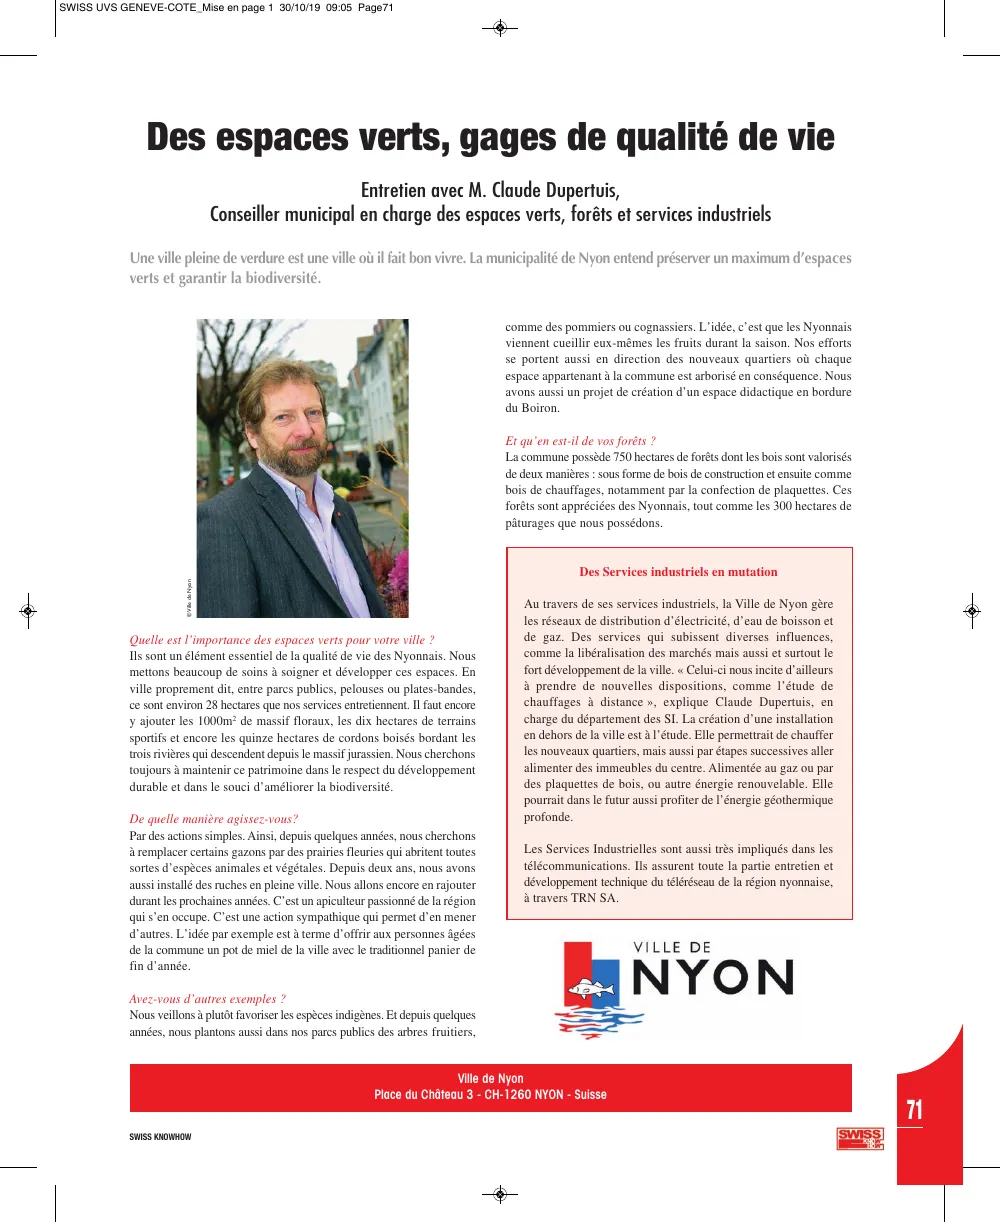 SWISS UVS GENEVE-COTE_Mise en page 1 30/10/19 09:05 Page71
Des espaces verts, gages de qualité de vie
Entretien avec M. Claude Dupertuis,
Conseiller municipal en charge des espaces verts, forêts et services industriels
Une ville pleine de verdure est une ville où il fait bon vivre. La municipalité de Nyon entend préserver un maximum d'espaces
verts et garantir la biodiversité.
©Ville de Nyon
Quelle est l'importance des espaces verts pour votre ville ?
Ils sont un élément essentiel de la qualité de vie des Nyonnais. Nous
mettons beaucoup de soins à soigner et développer ces espaces. En
ville proprement dit, entre parcs publics, pelouses ou plates-bandes,
ce sont environ 28 hectares que nos services entretiennent. Il faut encore
y ajouter les 1000m² de massif floraux, les dix hectares de terrains
sportifs et encore les quinze hectares de cordons boisés bordant les
trois rivières qui descendent depuis le massif jurassien. Nous cherchons
toujours à maintenir ce patrimoine dans le respect du développement
durable et dans le souci d'améliorer la biodiversité.
De quelle manière agissez-vous?
Par des actions simples. Ainsi, depuis quelques années, nous cherchons
à remplacer certains gazons par des prairies fleuries qui abritent toutes
sortes d'espèces animales et végétales. Depuis deux ans, nous avons
aussi installé des ruches en pleine ville. Nous allons encore en rajouter
durant les prochaines années. C'est un apiculteur passionné de la région
qui s'en occupe. C'est une action sympathique qui permet d'en mener
d'autres. L'idée par exemple est à terme d'offrir aux personnes âgées
de la commune un pot de miel de la ville avec le traditionnel panier de
fin d'année.
Avez-vous d'autres exemples ?
Nous veillons à plutôt favoriser les espèces indigènes. Et depuis quelques
années, nous plantons aussi dans nos parcs publics des arbres fruitiers,
comme des pommiers ou cognassiers. L'idée, c'est que les Nyonnais
viennent cueillir eux-mêmes les fruits durant la saison. Nos efforts
se portent aussi en direction des nouveaux quartiers où chaque
espace appartenant à la commune est arborisé en conséquence. Nous
avons aussi un projet de création d'un espace didactique en bordure
du Boiron.
Et qu'en est-il de vos forêts ?
La commune possède 750 hectares de forêts dont les bois sont valorisés
de deux manières : sous forme de bois de construction et ensuite comme
bois de chauffages, notamment par la confection de plaquettes. Ces
forêts sont appréciées des Nyonnais, tout comme les 300 hectares de
pâturages que nous possédons.
Des Services industriels en mutation
Au travers de ses services industriels, la Ville de Nyon gère
les réseaux de distribution d'électricité, d'eau de boisson et
de gaz. Des services qui subissent diverses influences,
comme la libéralisation des marchés mais aussi et surtout le
fort développement de la ville. « Celui-ci nous incite d'ailleurs
à prendre de nouvelles dispositions, comme l'étude de
chauffages à distance », explique Claude Dupertuis, en
charge du département des SI. La création d'une installation
en dehors de la ville est à l'étude. Elle permettrait de chauffer
les nouveaux quartiers, mais aussi par étapes successives aller
alimenter des immeubles du centre. Alimentée au gaz ou par
des plaquettes de bois, ou autre énergie renouvelable. Elle
pourrait dans le futur aussi profiter de l'énergie géothermique
profonde.
Les Services Industrielles sont aussi très impliqués dans les
télécommunications. Ils assurent toute la partie entretien et
développement technique du téléréseau de la région nyonnaise,
à travers TRN SA.
VILLE DE
NYON
Ville de Nyon
Place du Château 3 - CH-1260 NYON - Suisse
SWISS KNOWHOW
SWISS
71